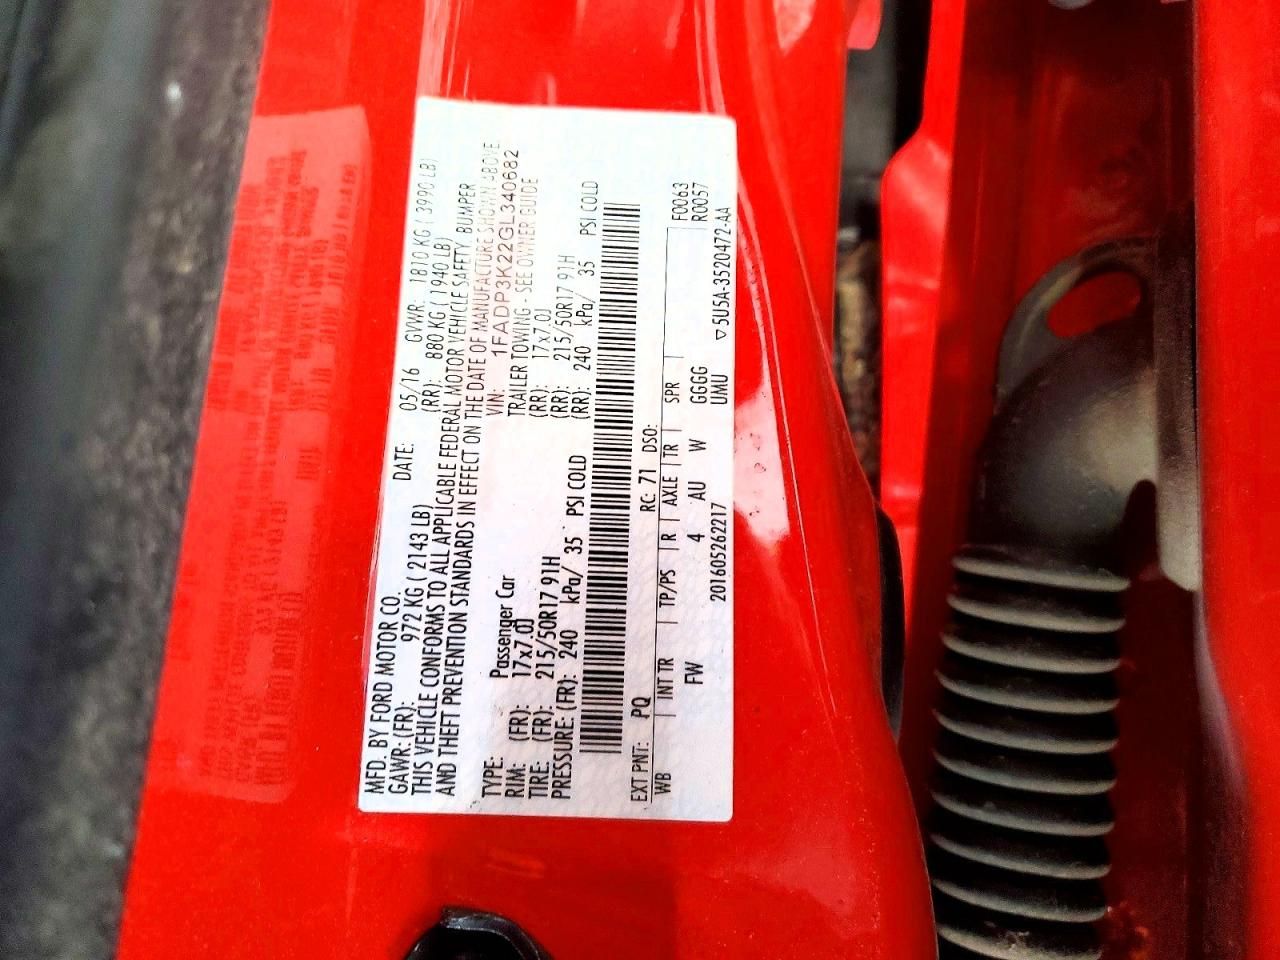 MFD. BY FORD MOTOR CO.
DATE: 05/16 GVWR: 1810 KG ( 3990 LB)
GAWR: (FR): 972 KG ( 2143 LB) (RR): 880 KG ( 1940 LB)
THIS VEHICLE CONFORMS TO ALL APPLICABLE FEDERAL MOTOR VEHICLE SAFETY, BUMPER
AND THEFT PREVENTION STANDARDS IN EFFECT ON THE DATE OF MANUFACTURE SHOWN ABOVE.
VIN: 1FADP3K22GL340682
TYPE: Passenger Car TRAILER TOWING - SEE OWNER GUIDE
RIM: (FR): 17x7.0J (RR): 17x7.0J
TIRE: (FR): 215/50R17 91H (RR): 215/50R17 91H
PRESSURE: (FR): 240 kPa/ 35 PSI COLD (RR): 240 kPa/ 35 PSI COLD
EXT PNT: PQ RC: 71 DSO:
WB INT TR TP/PS R AXLE TR SPR F0063
FW 4 AU W GGGG R0057
201605262217 UMU ▽5U5A-3520472-AA